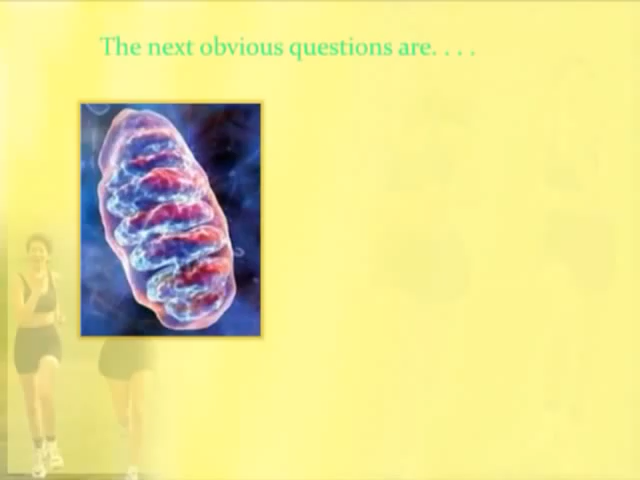 The next obvious questions are. . . .